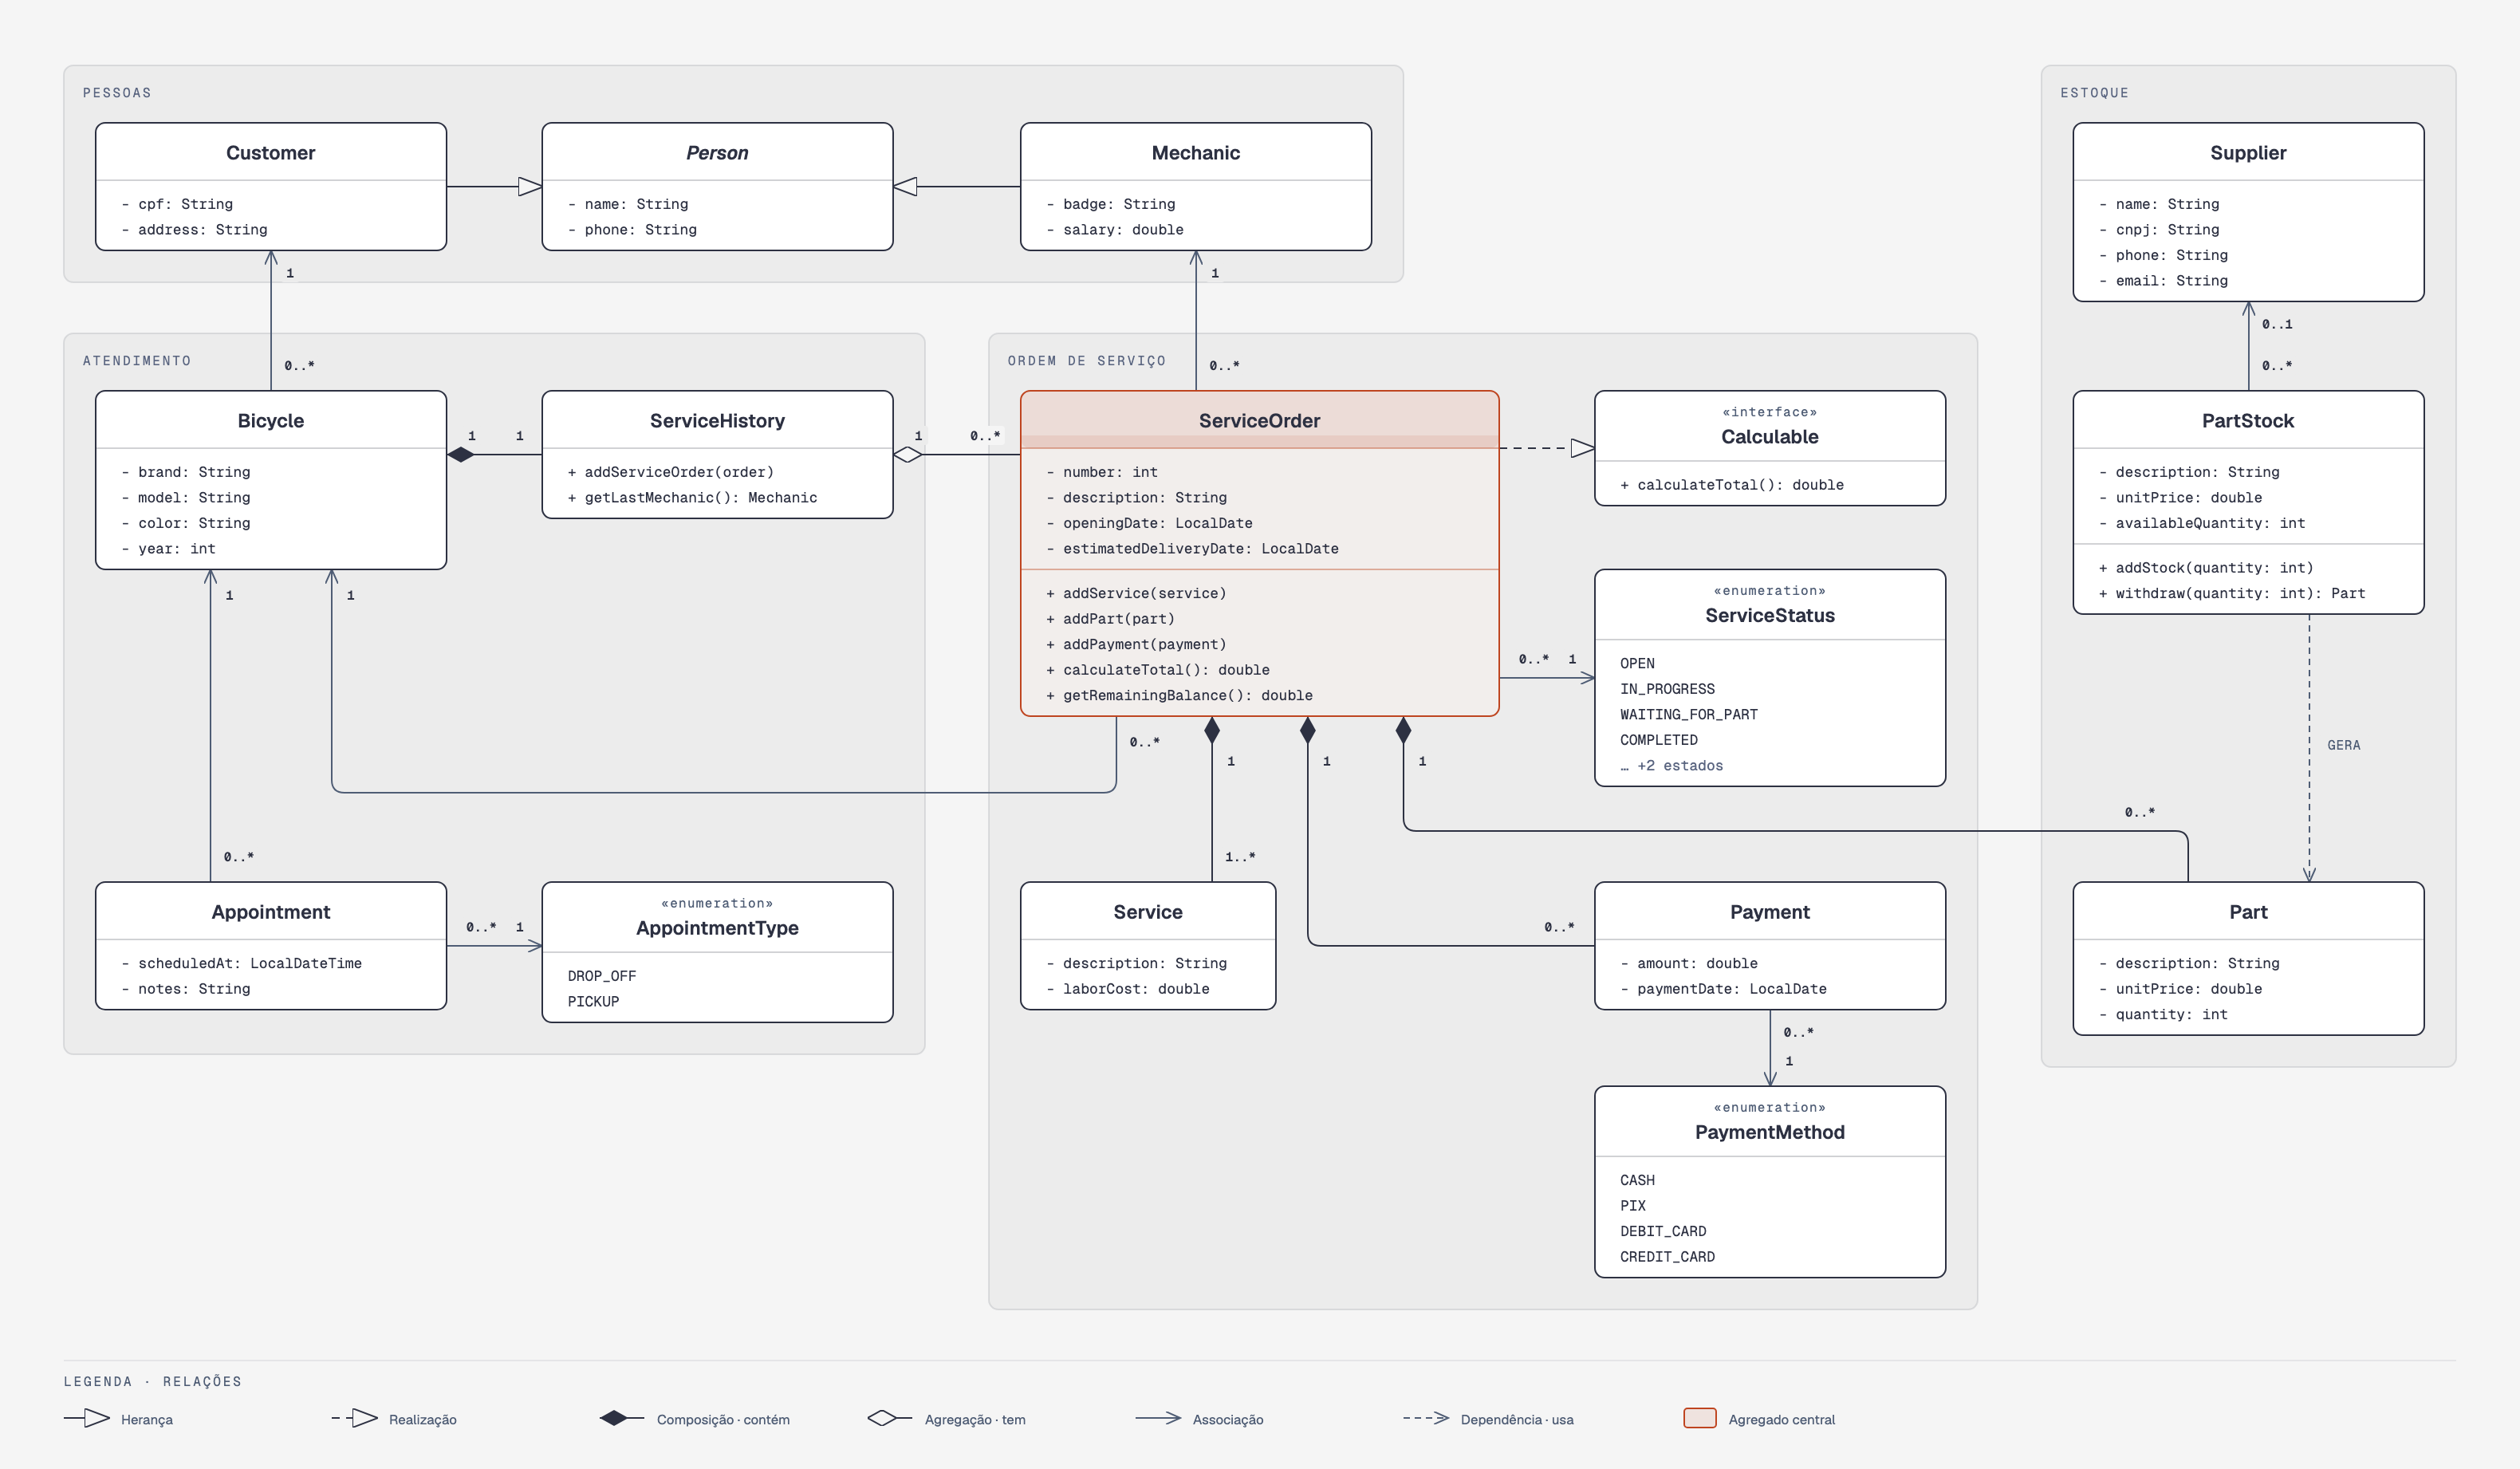 PESSOAS
Customer
- cpf: String
- address: String
Person
- name: String
- phone: String
Mechanic
- badge: String
- salary: double
1
0..*
1
0..*
ESTOQUE
Supplier
- name: String
- cnpj: String
- phone: String
- email: String
0..1
0..*
PartStock
- description: String
- unitPrice: double
- availableQuantity: int
+ addStock(quantity: int)
+ withdraw(quantity: int): Part
GERA
0..*
Part
- description: String
- unitPrice: double
- quantity: int
ATENDIMENTO
Bicycle
- brand: String
- model: String
- color: String
- year: int
1 1
ServiceHistory
+ addServiceOrder(order)
+ getLastMechanic(): Mechanic
1 0..*
1
1
0..*
Appointment
- scheduledAt: LocalDateTime
- notes: String
0..* 1
«enumeration»
AppointmentType
DROP_OFF
PICKUP
ORDEM DE SERVIÇO
ServiceOrder
- number: int
- description: String
- openingDate: LocalDate
- estimatedDeliveryDate: LocalDate
+ addService(service)
+ addPart(part)
+ addPayment(payment)
+ calculateTotal(): double
+ getRemainingBalance(): double
«interface»
Calculable
+ calculateTotal(): double
0..* 1
«enumeration»
ServiceStatus
OPEN
IN_PROGRESS
WAITING_FOR_PART
COMPLETED
… +2 estados
0..*
1
1
1
1..*
0..*
Service
- description: String
- laborCost: double
Payment
- amount: double
- paymentDate: LocalDate
0..*
1
«enumeration»
PaymentMethod
CASH
PIX
DEBIT_CARD
CREDIT_CARD
LEGENDA · RELAÇÕES
Herança
Realização
Composição · contém
Agregação · tem
Associação
Dependência · usa
Agregado central